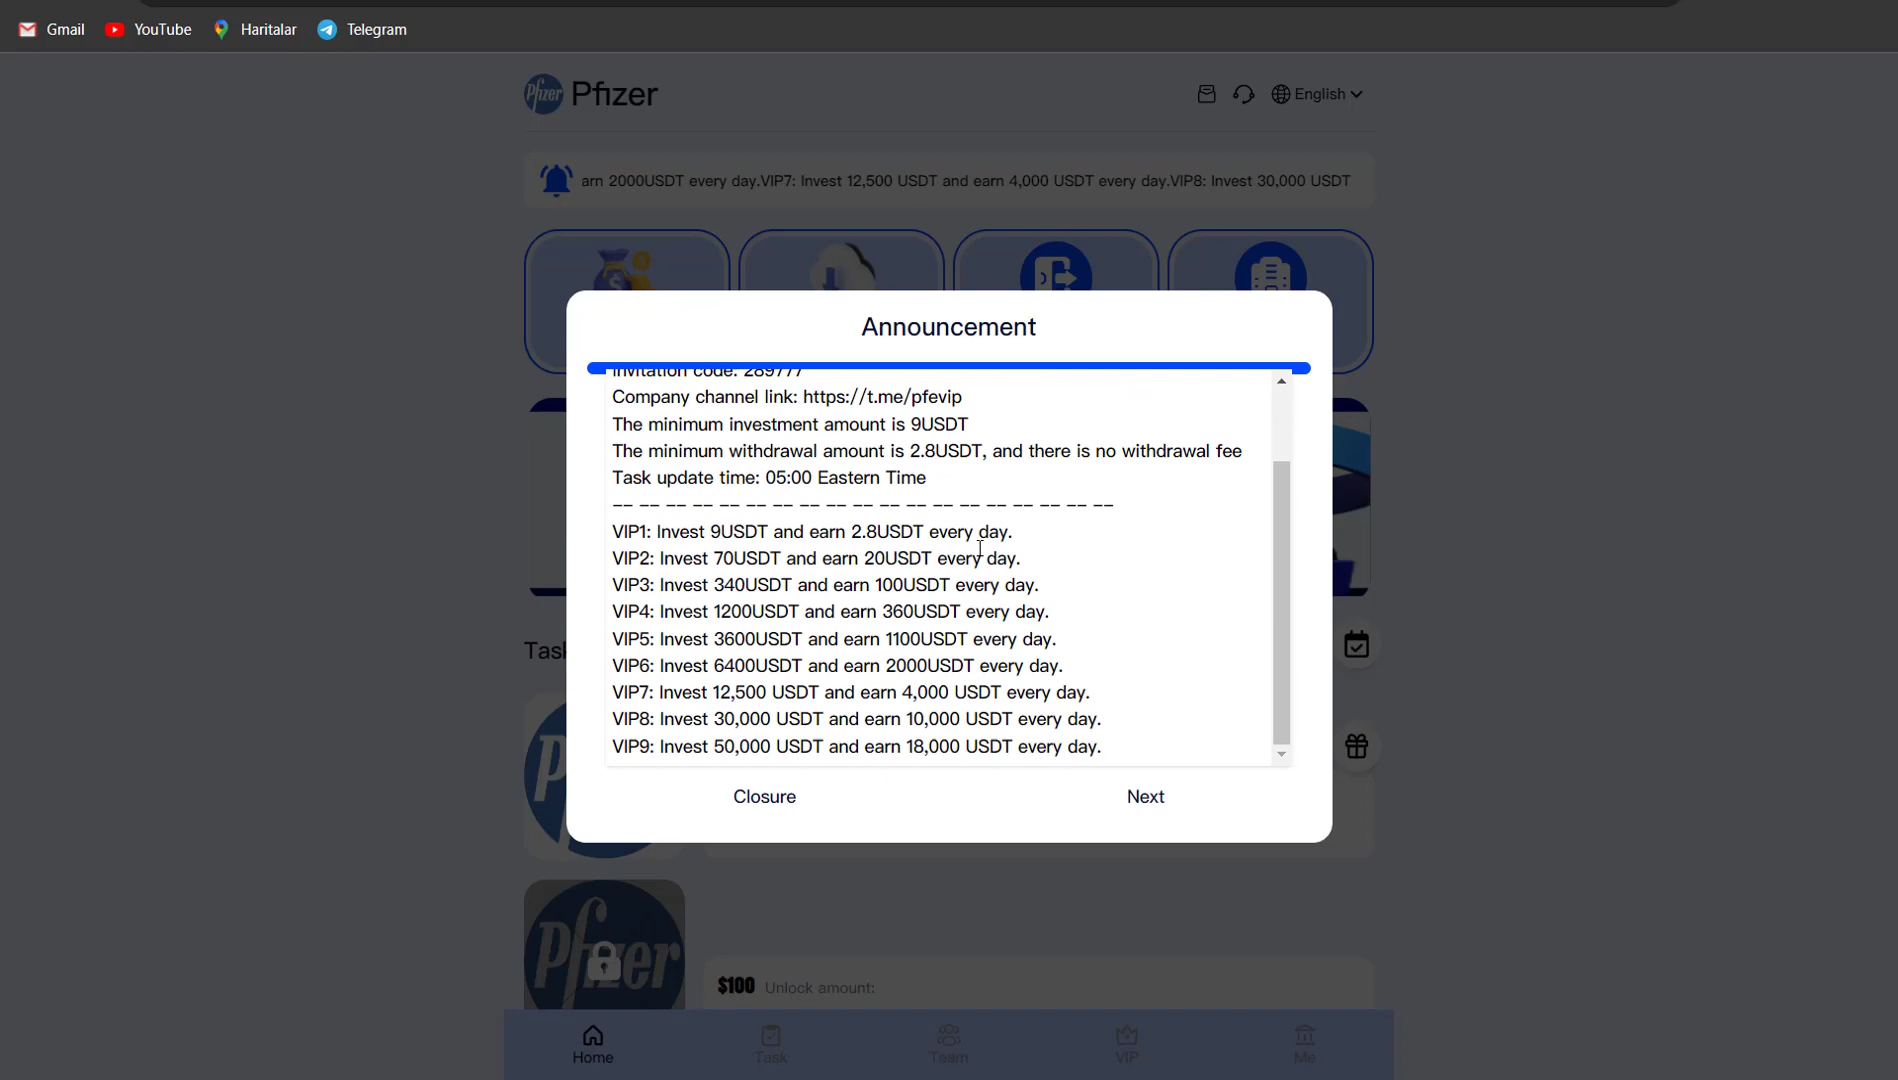 Gmail
YouTube
Haritalar
Telegram
Pfizer
Pfizer
English
arn 2000USDT every day.VIP7: Invest 12,500 USDT and earn 4,000 USDT every day.VIP8: Invest 30,000 USDT
Announcement
Invitation code: 289777
Company channel link: https://t.me/pfevip
The minimum investment amount is 9USDT
The minimum withdrawal amount is 2.8USDT, and there is no withdrawal fee
Task update time: 05:00 Eastern Time
-- -- -- -- -- -- -- -- -- -- -- -- -- -- -- -- -- -- --
VIP1: Invest 9USDT and earn 2.8USDT every day.
VIP2: Invest 70USDT and earn 20USDT every day.
VIP3: Invest 340USDT and earn 100USDT every day.
VIP4: Invest 1200USDT and earn 360USDT every day.
VIP5: Invest 3600USDT and earn 1100USDT every day.
VIP6: Invest 6400USDT and earn 2000USDT every day.
VIP7: Invest 12,500 USDT and earn 4,000 USDT every day.
VIP8: Invest 30,000 USDT and earn 10,000 USDT every day.
VIP9: Invest 50,000 USDT and earn 18,000 USDT every day.
Closure
Next
Task
Pfizer
$100 Unlock amount:
Home
Task
Team
VIP
Me